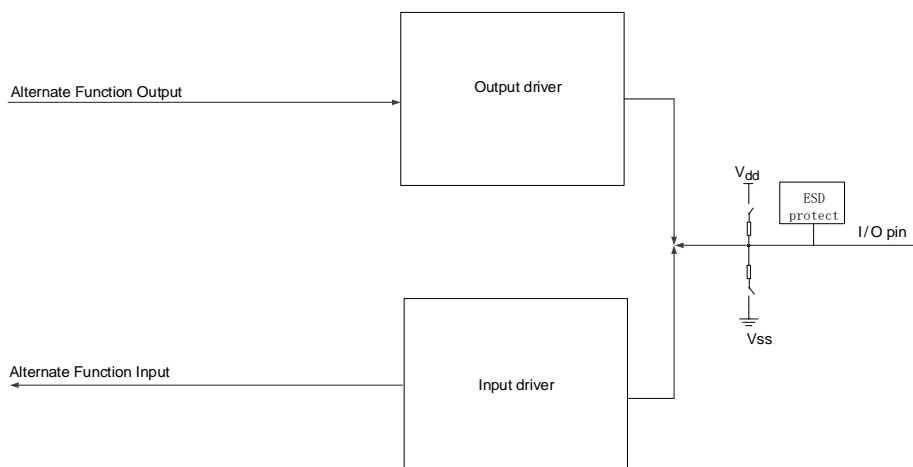 Output driver
Alternate Function Output
Vdd
ESD
protect
I/O pin
Vss
Alternate Function Input
Input driver